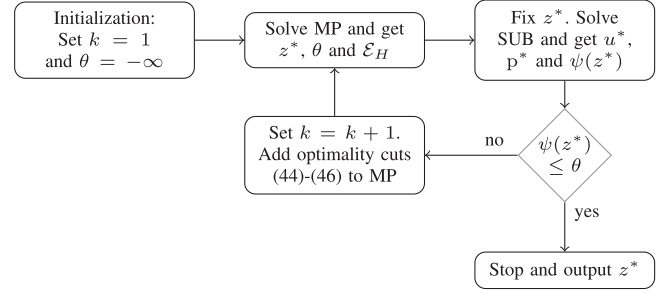 Initialization:
Set k = 1
and θ = −∞
Solve MP and get
z*, θ and ℰ_H
Fix z*. Solve
SUB and get u*,
p* and ψ(z*)
ψ(z*)
≤ θ
no
Set k = k + 1.
Add optimality cuts
(44)-(46) to MP
yes
Stop and output z*